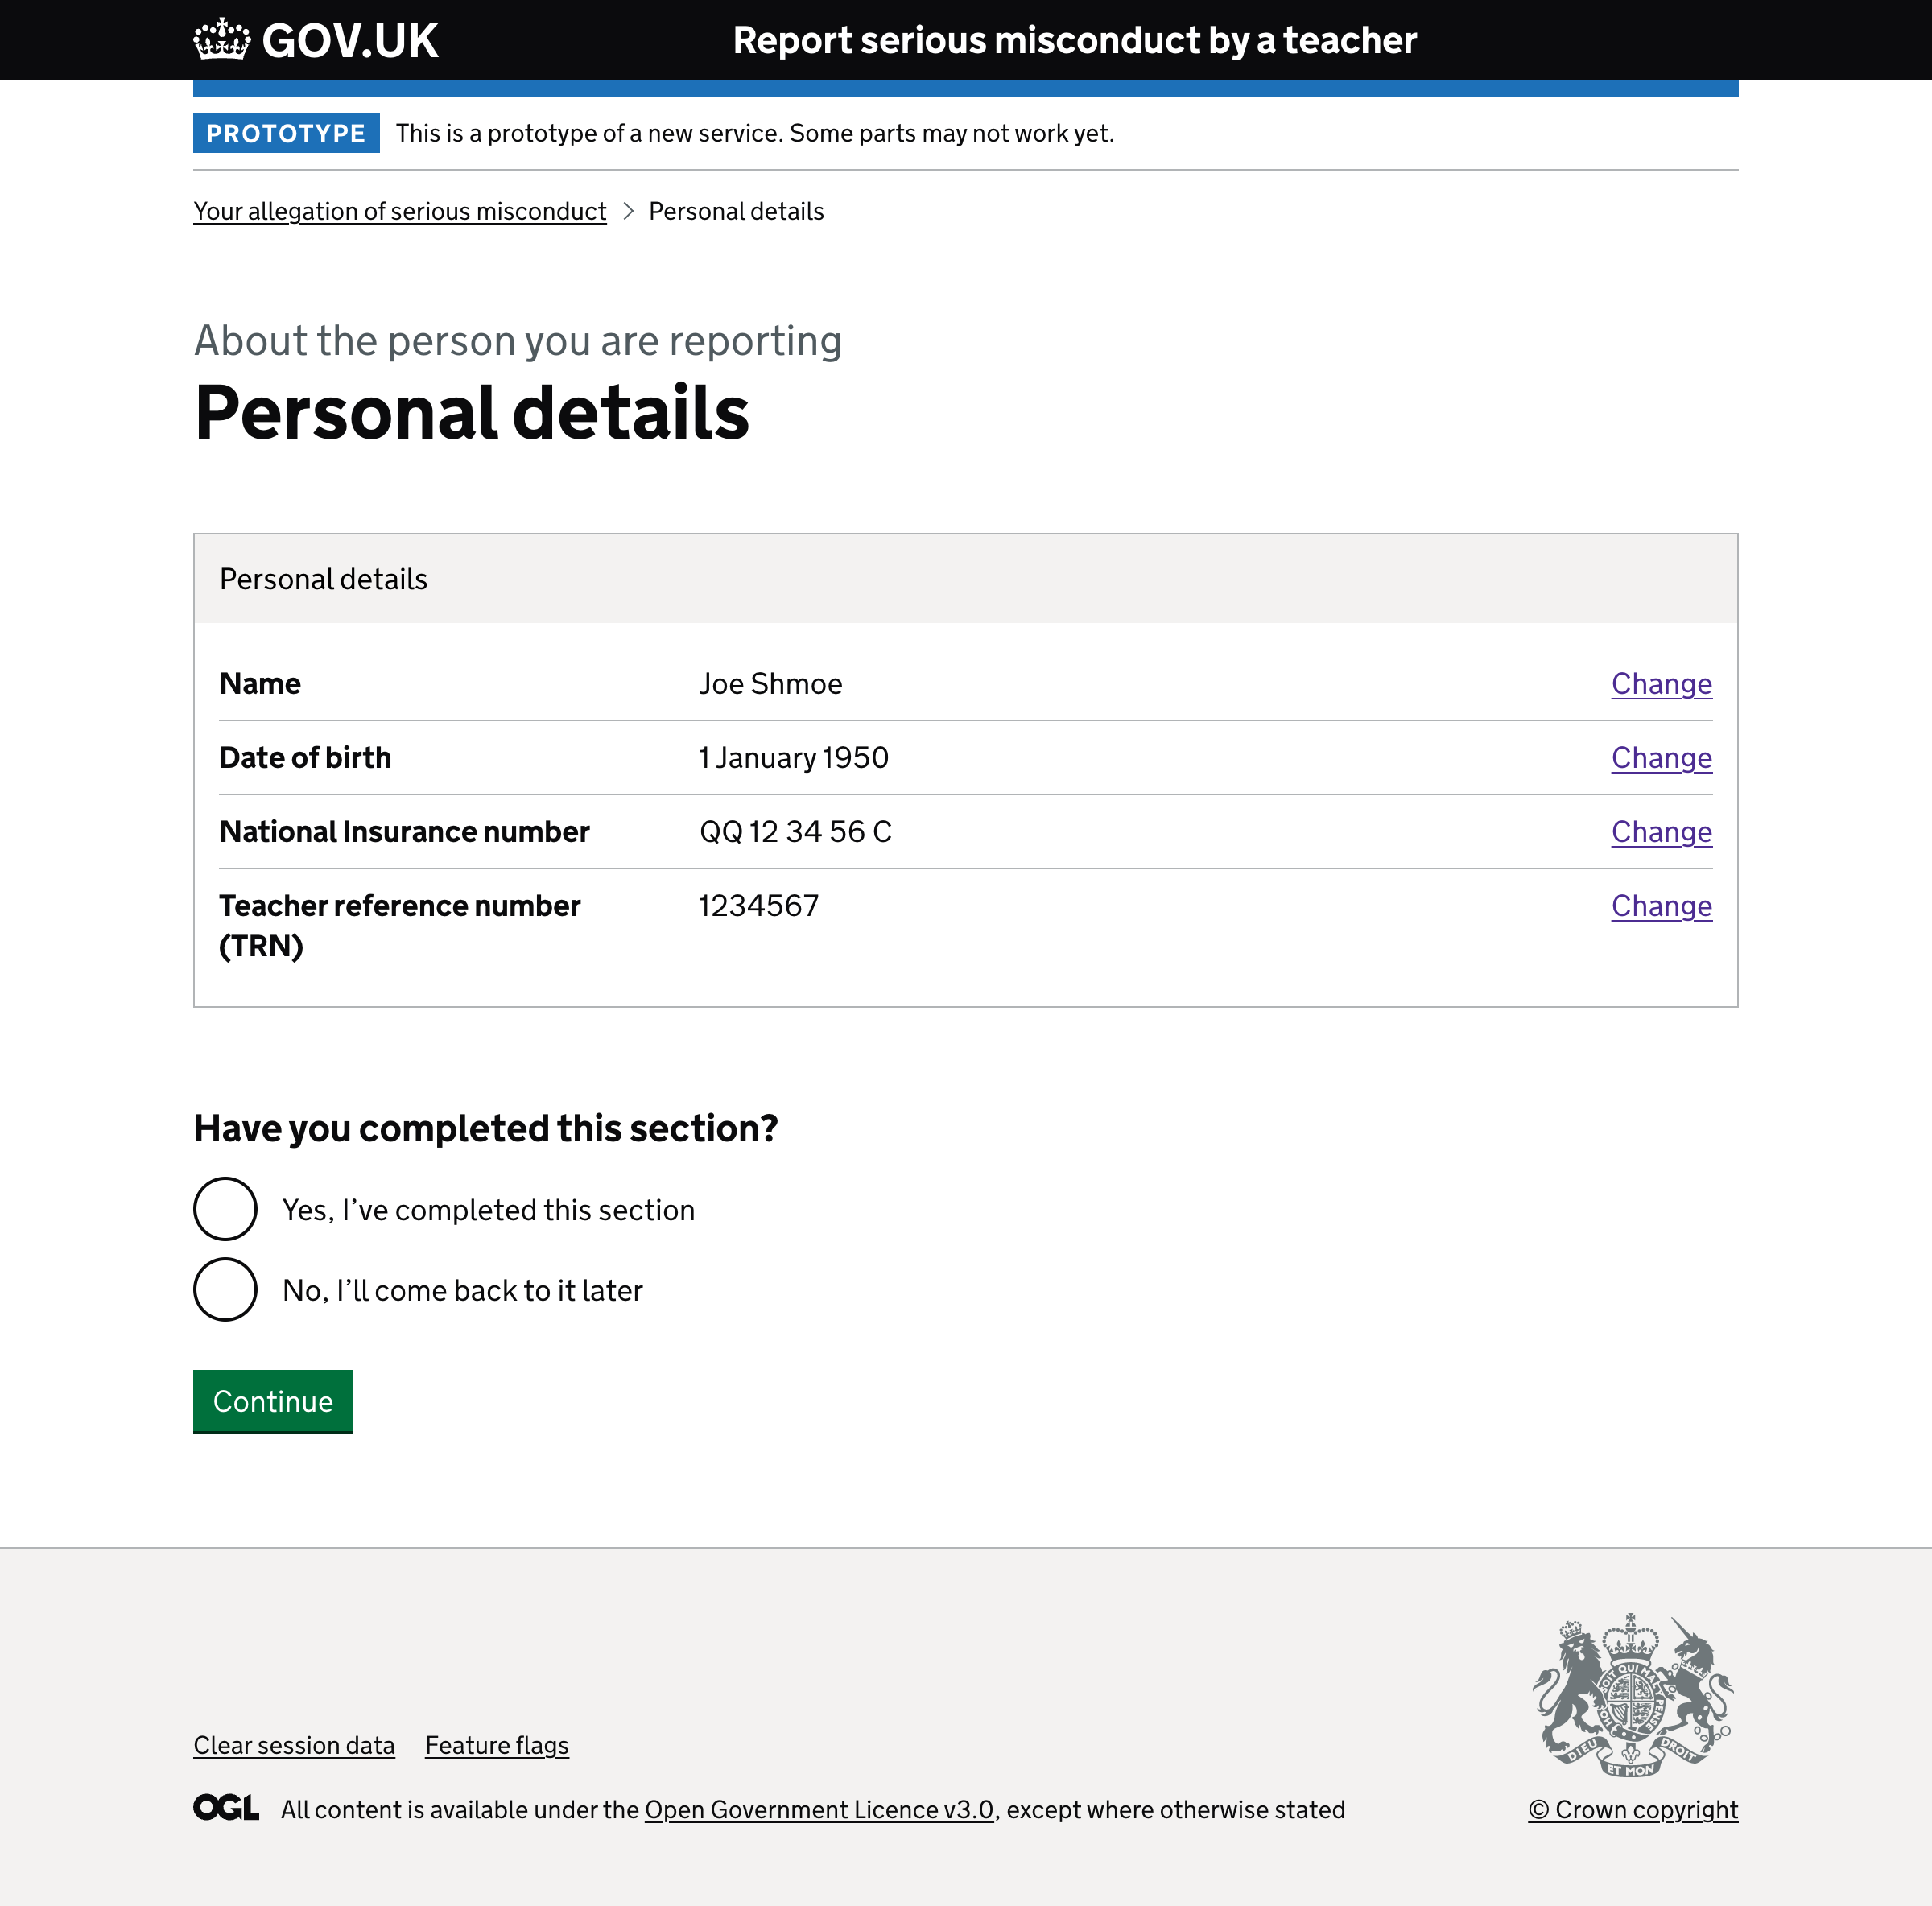 GOV.UK
Report serious misconduct by a teacher
PROTOTYPE This is a prototype of a new service. Some parts may not work yet.
Your allegation of serious misconduct > Personal details
About the person you are reporting
Personal details
Personal details
Name Joe Shmoe Change
Date of birth 1 January 1950 Change
National Insurance number QQ 12 34 56 C Change
Teacher reference number 1234567 Change
(TRN)
Have you completed this section?
Yes, I’ve completed this section
No, I’ll come back to it later
Continue
Clear session data Feature flags
SOIT QUI MAL Y PENSE HONI
DIEU ET MON DROIT
OGL All content is available under the Open Government Licence v3.0, except where otherwise stated
© Crown copyright